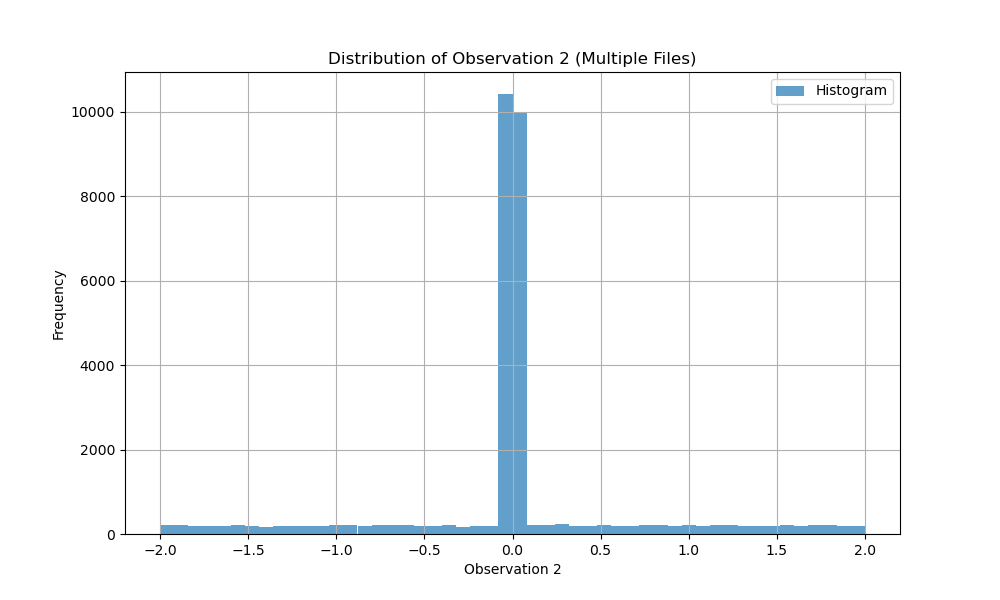 Distribution of Observation 2 (Multiple Files)
Histogram
10000
8000
6000
4000
2000
0
Frequency
−2.0 −1.5 −1.0 −0.5 0.0 0.5 1.0 1.5 2.0
Observation 2